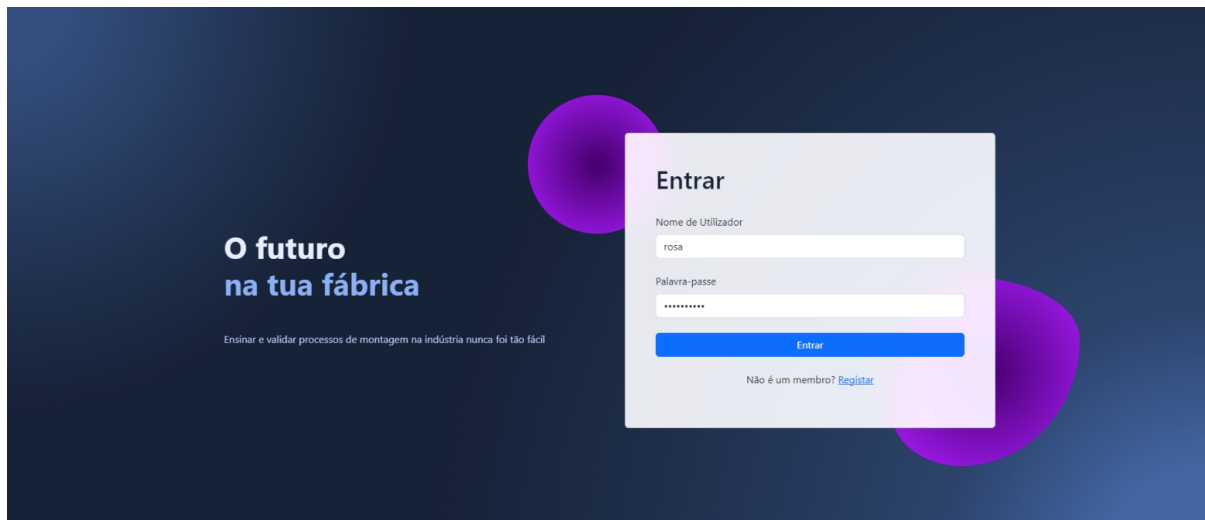 O futuro
na tua fábrica
Ensinar e validar processos de montagem na indústria nunca foi tão fácil
Entrar
Nome de Utilizador
rosa
Palavra-passe
••••••••••
Entrar
Não é um membro? Registar